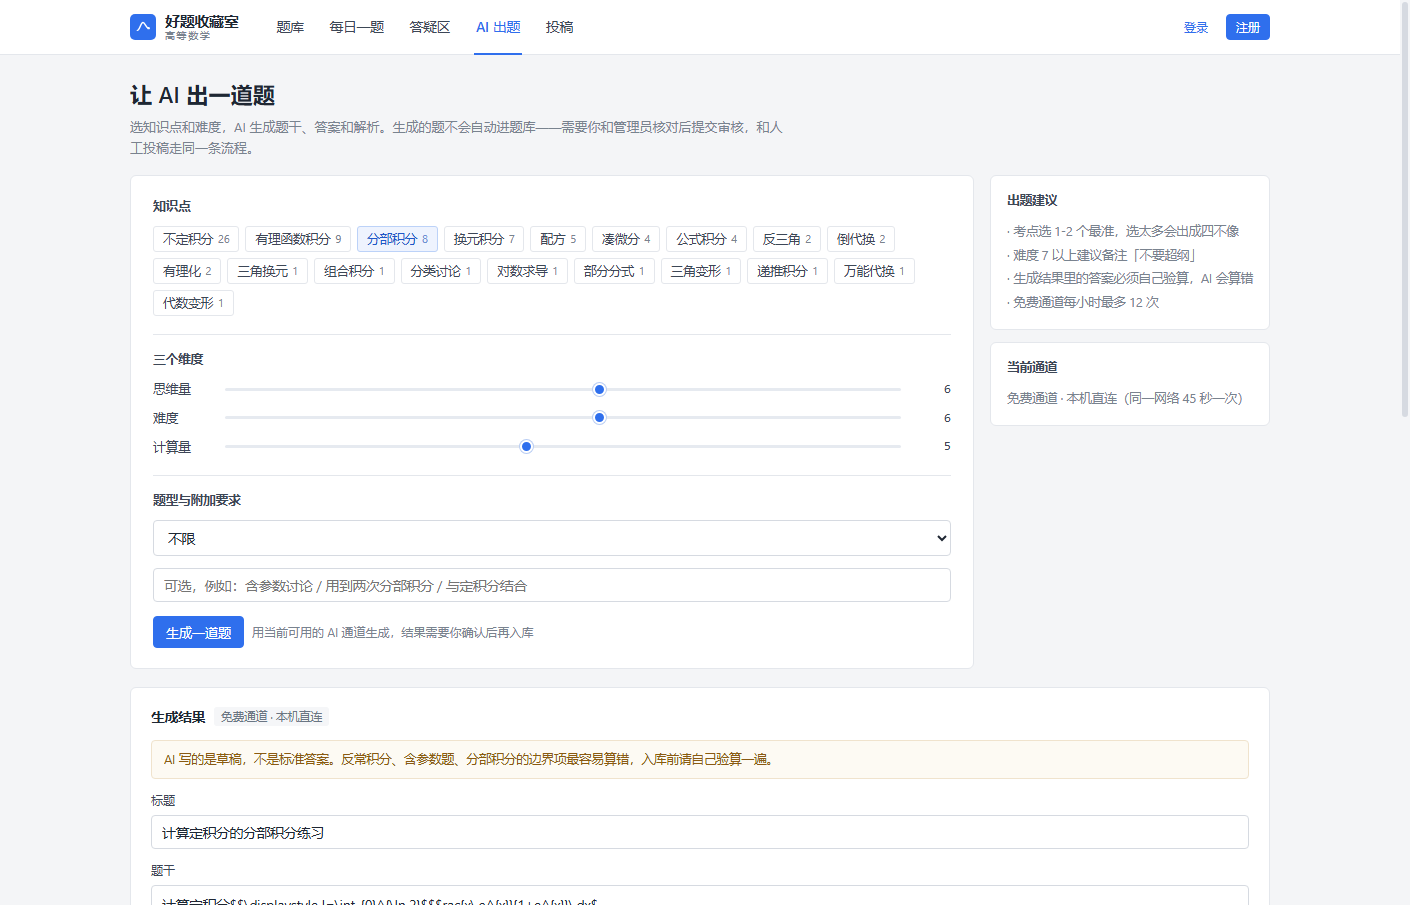 好题收藏室
高等数学
题库 每日一题 答疑区 AI 出题 投稿
登录 注册
让 AI 出一道题
选知识点和难度，AI 生成题干、答案和解析。生成的题不会自动进题库——需要你和管理员核对后提交审核，和人
工投稿走同一条流程。
知识点
不定积分 26 有理函数积分 9 分部积分 8 换元积分 7 配方 5 凑微分 4 公式积分 4 反三角 2 倒代换 2
有理化 2 三角换元 1 组合积分 1 分类讨论 1 对数求导 1 部分分式 1 三角变形 1 递推积分 1 万能代换 1
代数变形 1
三个维度
思维量 6
难度 6
计算量 5
题型与附加要求
不限
可选，例如：含参数讨论 / 用到两次分部积分 / 与定积分结合
生成一道题 用当前可用的 AI 通道生成，结果需要你确认后再入库
出题建议
· 考点选 1-2 个最准，选太多会出成四不像
· 难度 7 以上建议备注「不要超纲」
· 生成结果里的答案必须自己验算，AI 会算错
· 免费通道每小时最多 12 次
当前通道
免费通道 · 本机直连（同一网络 45 秒一次）
生成结果 免费通道 · 本机直连
AI 写的是草稿，不是标准答案。反常积分、含参数题、分部积分的边界项最容易算错，入库前请自己验算一遍。
标题
计算定积分的分部积分练习
题干
计算定积分